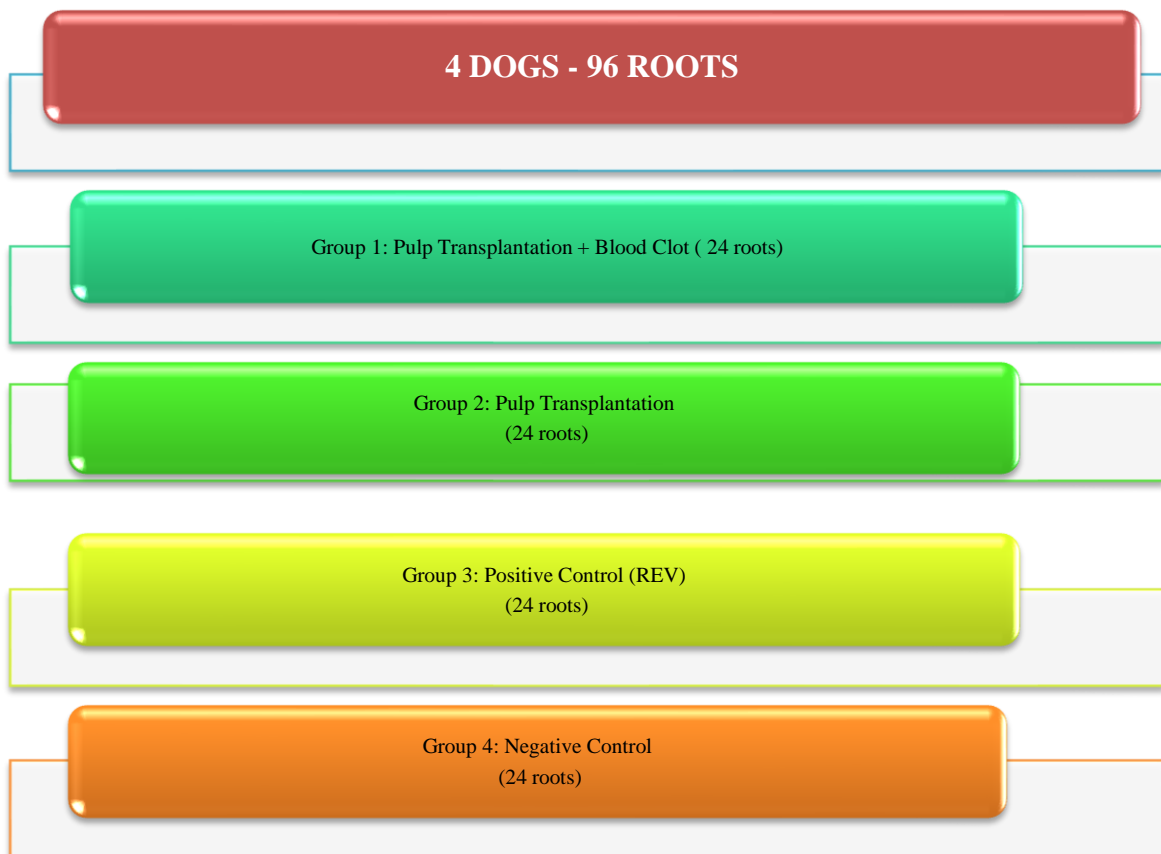 4 DOGS - 96 ROOTS
Group 1: Pulp Transplantation + Blood Clot ( 24 roots)
Group 2: Pulp Transplantation
(24 roots)
Group 3: Positive Control (REV)
(24 roots)
Group 4: Negative Control
(24 roots)